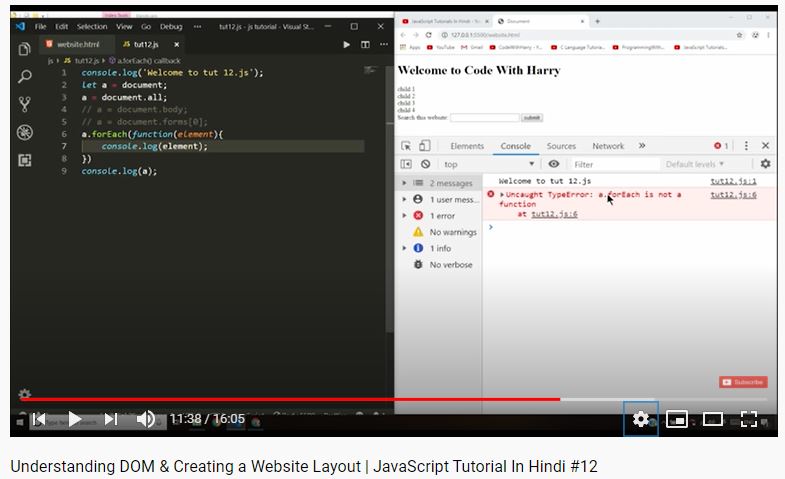 File Edit Selection View Go Debug ... tut12.js - js tutorial - Visual St...
JavaScript Tutorials In Hindi
Document
website.html JS tut12.js ×
127.0.0.1:5500/website.html
js > JS tut12.js > a.forEach() callback
Apps YouTube Gmail
1 console.log('Welcome to tut 12.js');
2 let a = document;
3 a = document.all;
4 // a = document.body;
5 // a = document.forms[0];
6 a.forEach(function(element){
7 console.log(element);
8 })
9 console.log(a);
Welcome to Code With Harry
child 1
child 2
child 3
child 4
Search this website: submit
Elements Console Sources Network » 1
top Filter Default levels ▼
2 messages
1 user mess...
1 error
No warnings
1 info
No verbose
Welcome to tut 12.js tut12.js:1
Uncaught TypeError: a.forEach is not a tut12.js:6
function
at tut12.js:6
Subscribe
11:38 / 16:05
Understanding DOM & Creating a Website Layout | JavaScript Tutorial In Hindi #12